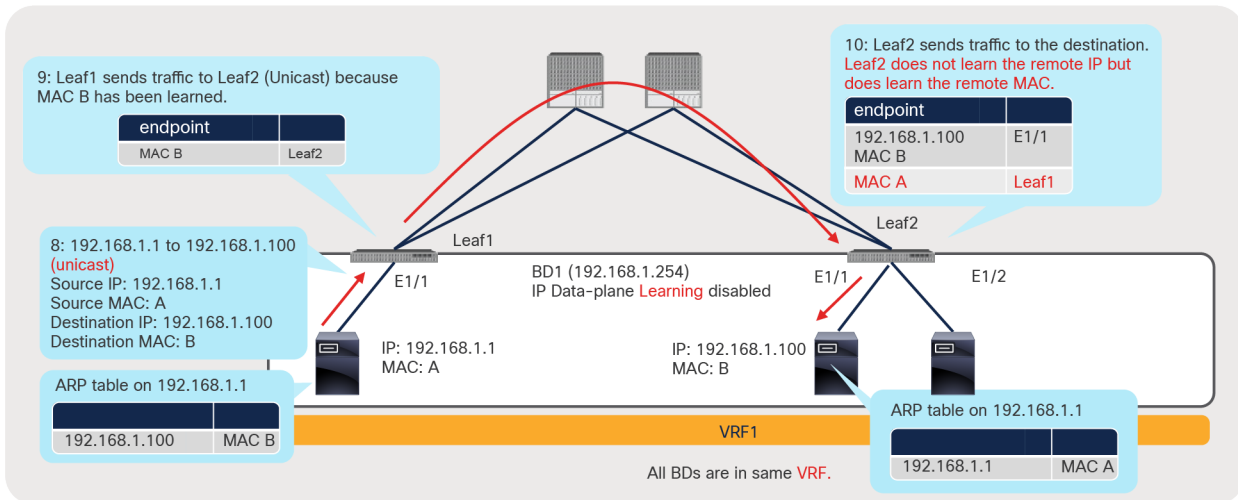 9: Leaf1 sends traffic to Leaf2 (Unicast) because
MAC B has been learned.
endpoint
MAC B Leaf2
10: Leaf2 sends traffic to the destination.
Leaf2 does not learn the remote IP but
does learn the remote MAC.
endpoint
192.168.1.100 E1/1
MAC B
MAC A Leaf1
8: 192.168.1.1 to 192.168.1.100
(unicast)
Source IP: 192.168.1.1
Source MAC: A
Destination IP: 192.168.1.100
Destination MAC: B
Leaf1
E1/1
Leaf2
E1/1
E1/2
BD1 (192.168.1.254)
IP Data-plane Learning disabled
IP: 192.168.1.1
MAC: A
IP: 192.168.1.100
MAC: B
ARP table on 192.168.1.1
192.168.1.100 MAC B
ARP table on 192.168.1.1
192.168.1.1 MAC A
VRF1
All BDs are in same VRF.